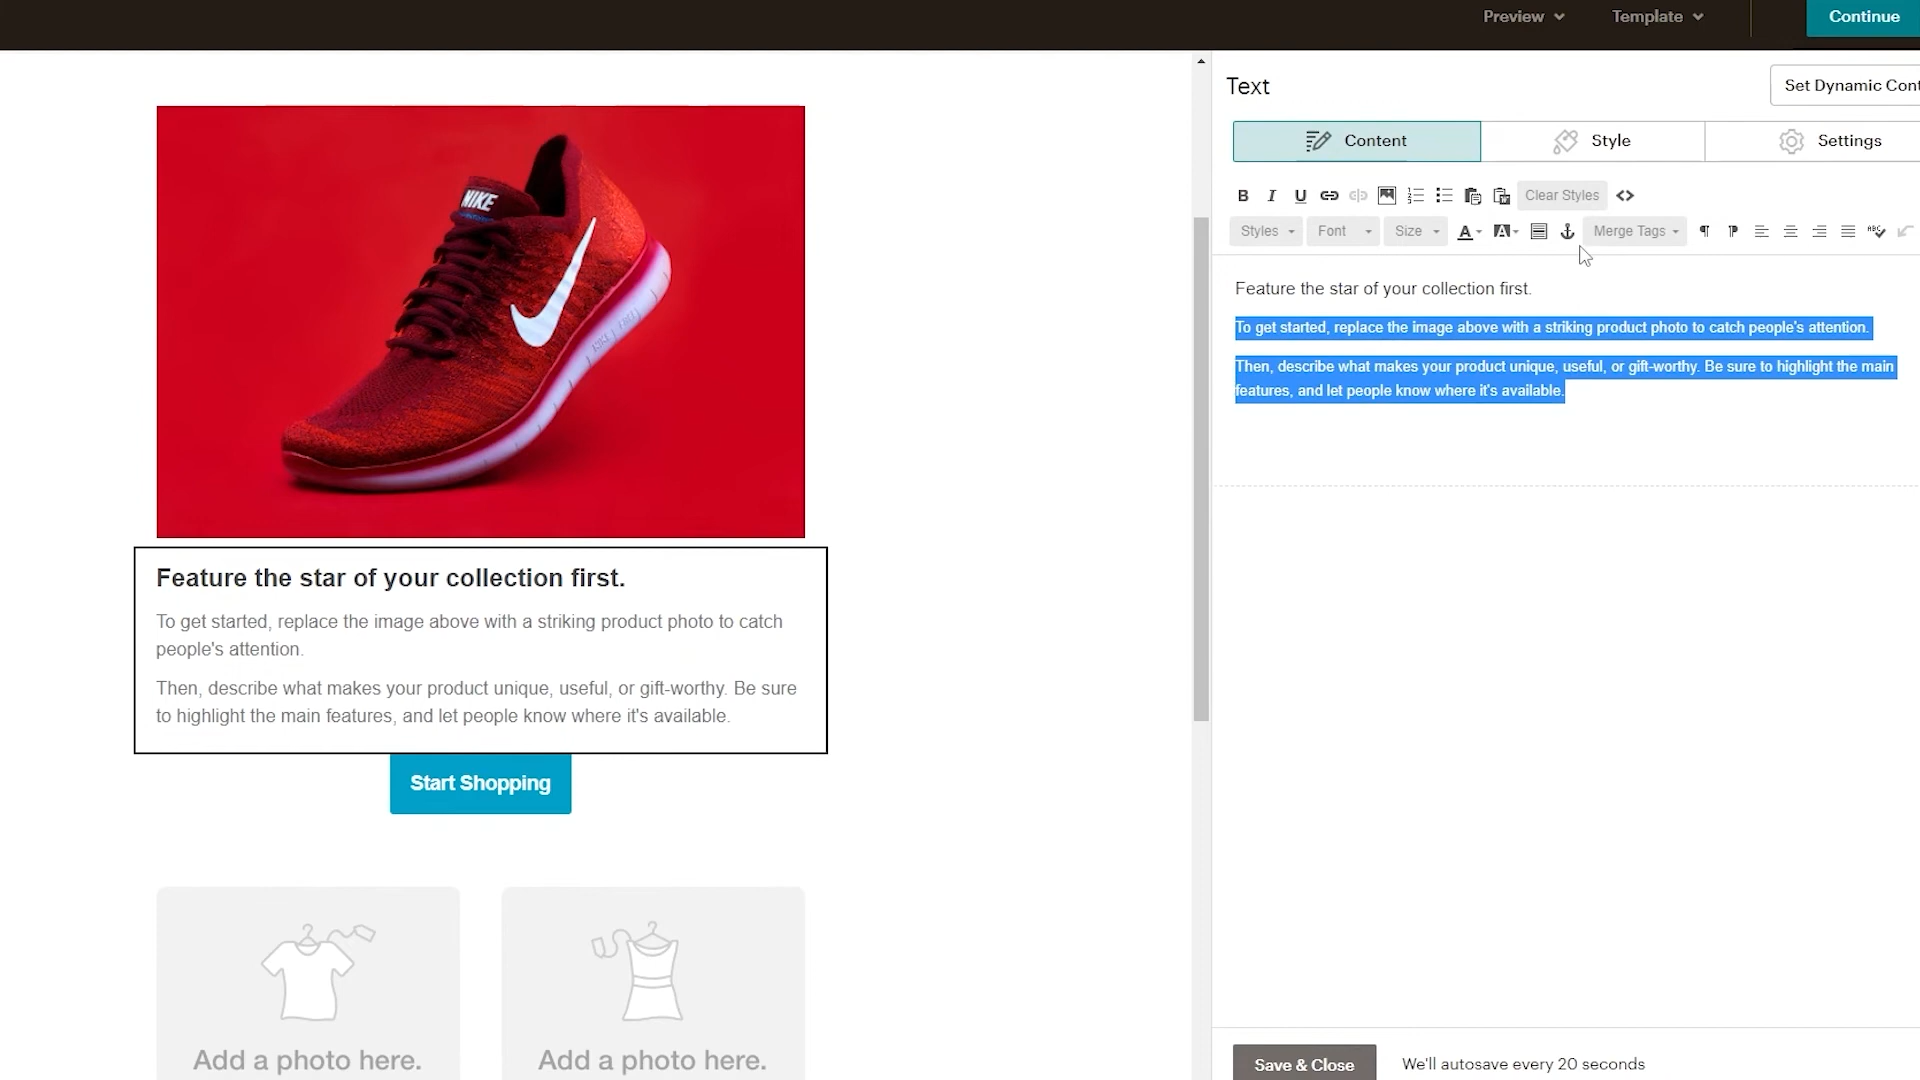 Preview
Template
Continue
Text
Set Dynamic Cont
Content
Style
Settings
B I U
Clear Styles
Styles
Font
Size
A
A
Merge Tags
ABC
Feature the star of your collection first.
To get started, replace the image above with a striking product photo to catch people's attention.
Then, describe what makes your product unique, useful, or gift-worthy. Be sure to highlight the main
features, and let people know where it's available.
Save & Close
We'll autosave every 20 seconds
NIKE
NIKE FREE
Feature the star of your collection first.
To get started, replace the image above with a striking product photo to catch
people's attention.
Then, describe what makes your product unique, useful, or gift-worthy. Be sure
to highlight the main features, and let people know where it's available.
Start Shopping
Add a photo here.
Add a photo here.